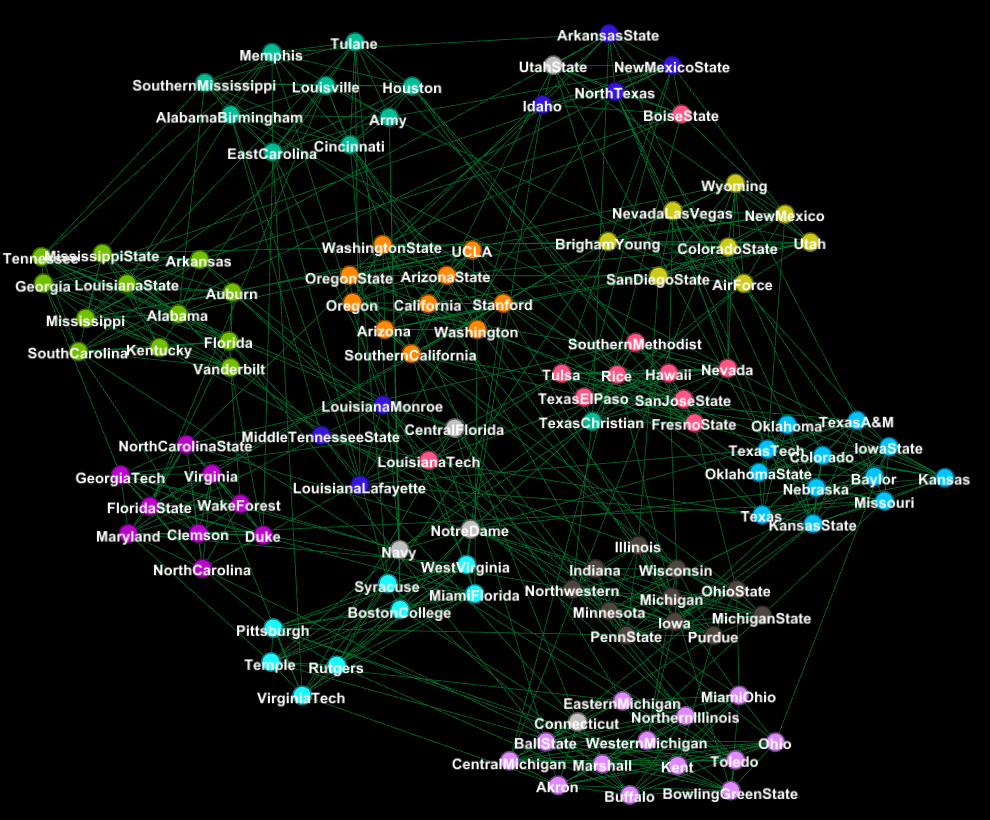 ArkansasState
Tulane
Memphis
UtahState
NewMexicoState
SouthernMississippi
Louisville
Houston
NorthTexas
Idaho
BoiseState
AlabamaBirmingham
Army
Cincinnati
EastCarolina
Wyoming
NevadaLasVegas
NewMexico
WashingtonState
UCLA
BrighamYoung
ColoradoState
Utah
Tennessee
MississippiState
Arkansas
OregonState
ArizonaState
SanDiegoState
AirForce
Georgia
LouisianaState
Auburn
Oregon
California
Stanford
Mississippi
Alabama
Arizona
Washington
SouthCarolina
Kentucky
Florida
SouthernCalifornia
SouthernMethodist
Vanderbilt
Tulsa
Rice
Hawaii
Nevada
LouisianaMonroe
TexasElPaso
SanJoseState
MiddleTennesseeState
CentralFlorida
TexasChristian
FresnoState
Oklahoma
TexasA&M
NorthCarolinaState
TexasTech
Colorado
IowaState
LouisianaTech
GeorgiaTech
Virginia
OklahomaState
Baylor
Kansas
LouisianaLafayette
Nebraska
FloridaState
WakeForest
Missouri
Texas
KansasState
Maryland
Clemson
Duke
NotreDame
Navy
Illinois
NorthCarolina
WestVirginia
Indiana
Wisconsin
Syracuse
MiamiFlorida
Northwestern
Michigan
OhioState
BostonCollege
Minnesota
Iowa
MichiganState
Pittsburgh
PennState
Purdue
Temple
Rutgers
VirginiaTech
EasternMichigan
MiamiOhio
Connecticut
NorthernIllinois
BallState
WesternMichigan
Ohio
CentralMichigan
Marshall
Kent
Toledo
Akron
Buffalo
BowlingGreenState